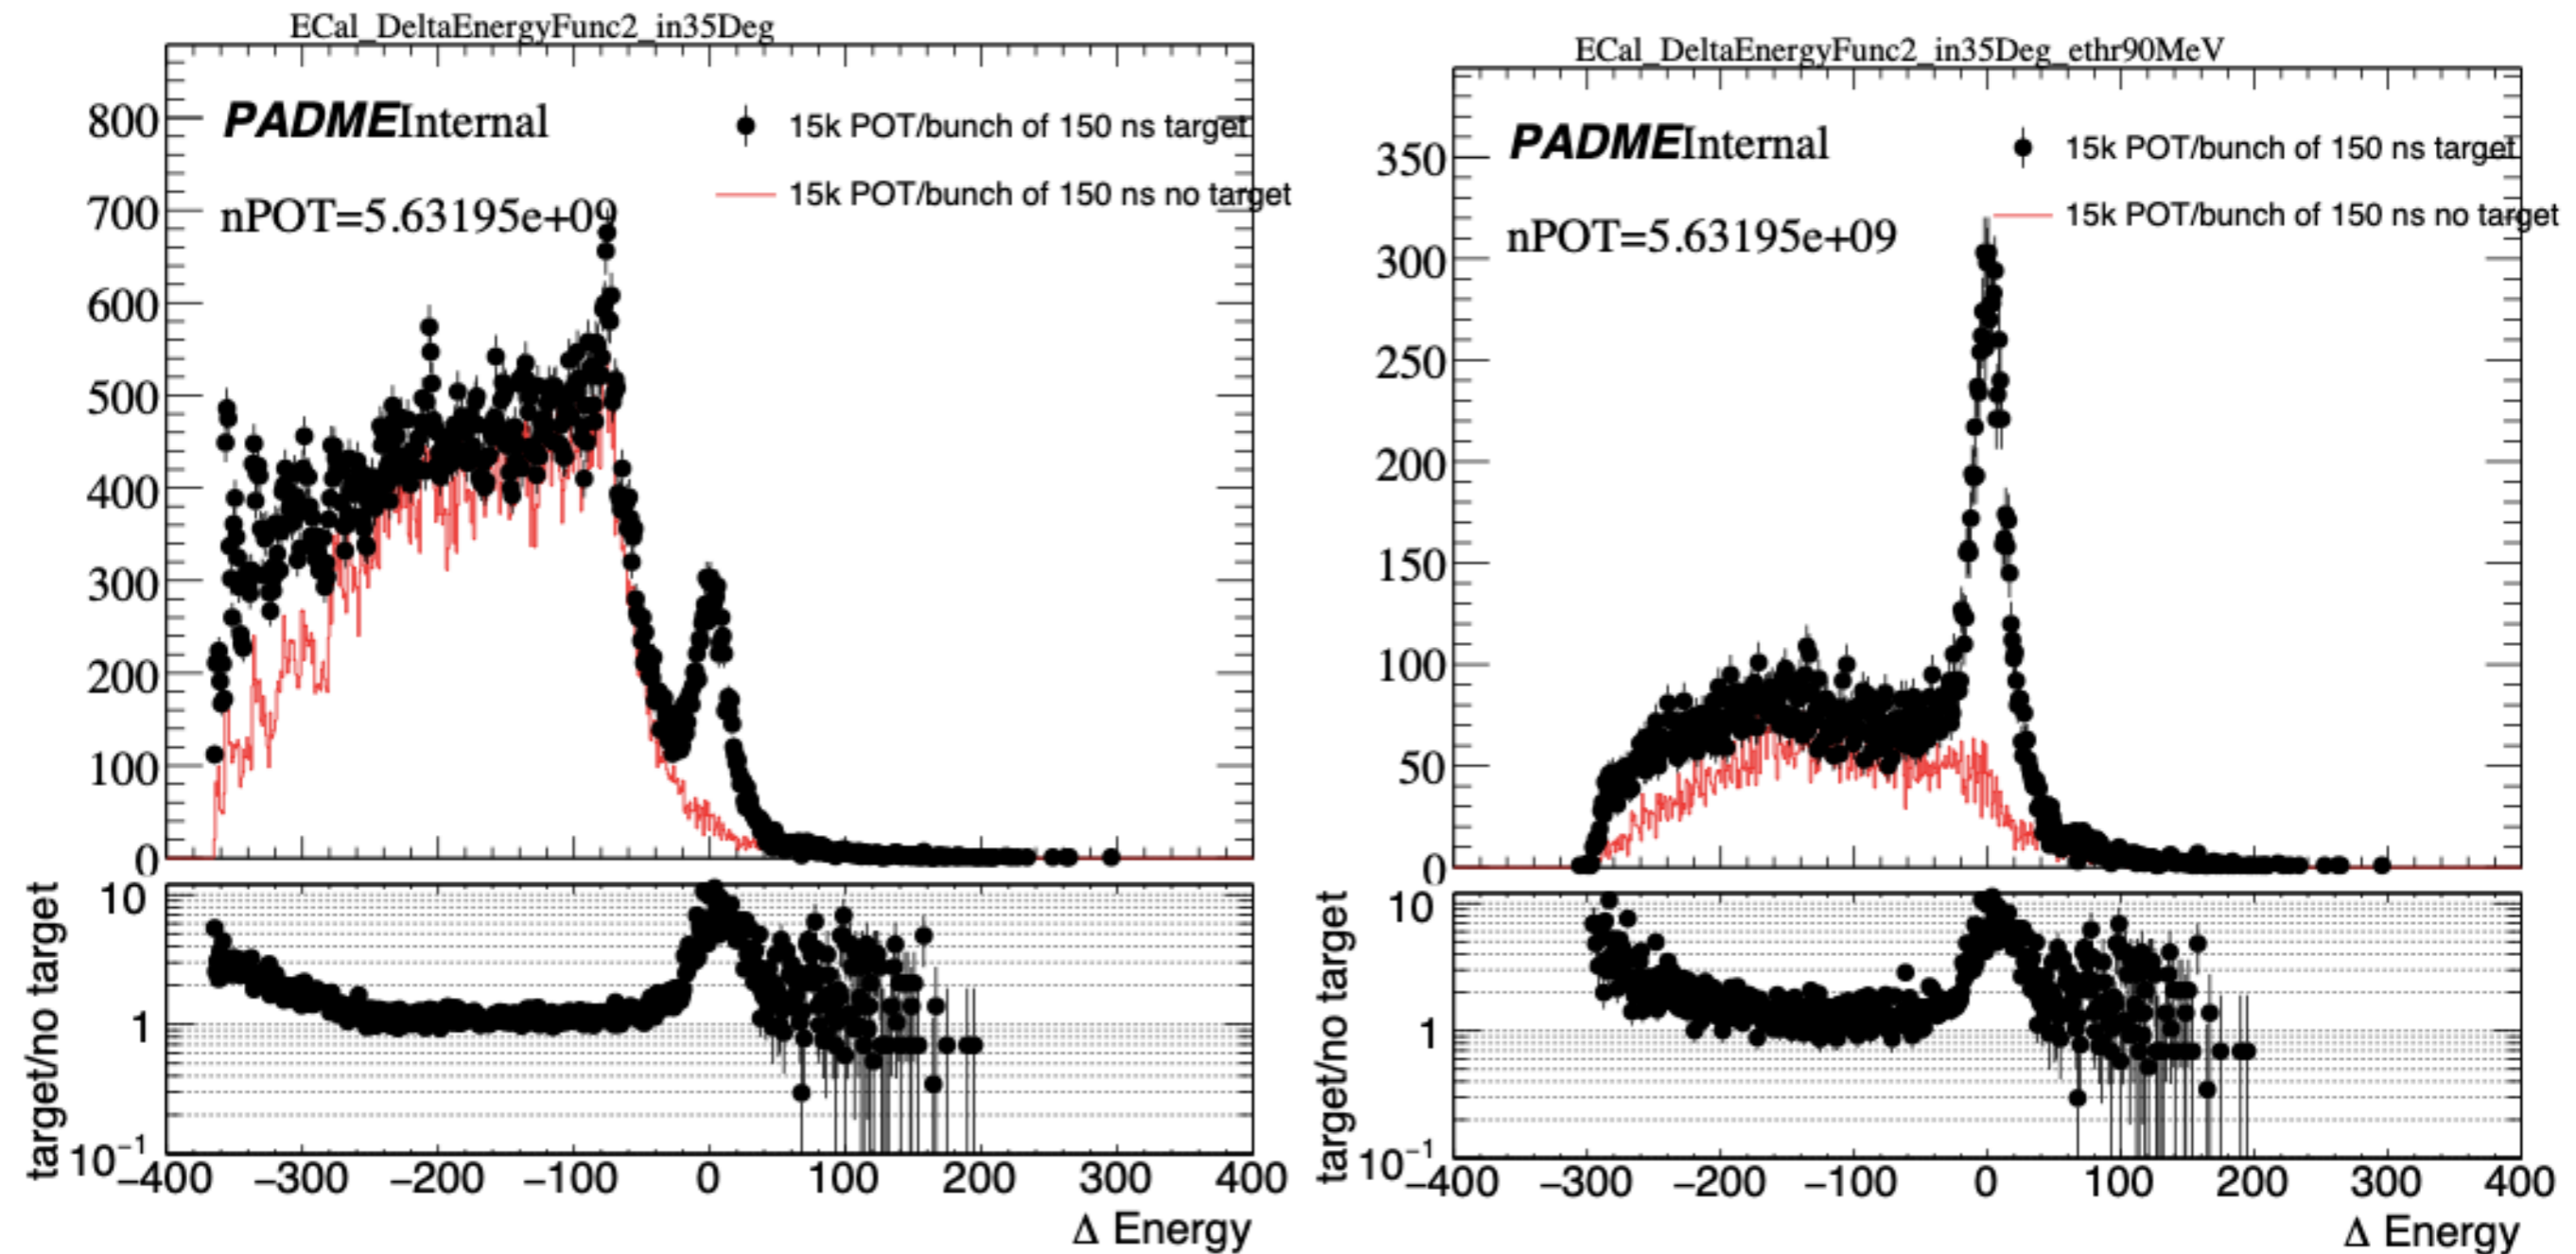 ECal_DeltaEnergyFunc2_in35Deg
PADMEInternal
15k POT/bunch of 150 ns target
15k POT/bunch of 150 ns no target
nPOT=5.63195e+09
800
700
600
500
400
300
200
100
0
target/no target
10
1
10−1
−400 −300 −200 −100 0 100 200 300 400
Δ Energy
ECal_DeltaEnergyFunc2_in35Deg_ethr90MeV
PADMEInternal
15k POT/bunch of 150 ns target
15k POT/bunch of 150 ns no target
nPOT=5.63195e+09
350
300
250
200
150
100
50
0
target/no target
10
1
10−1
−400 −300 −200 −100 0 100 200 300 400
Δ Energy